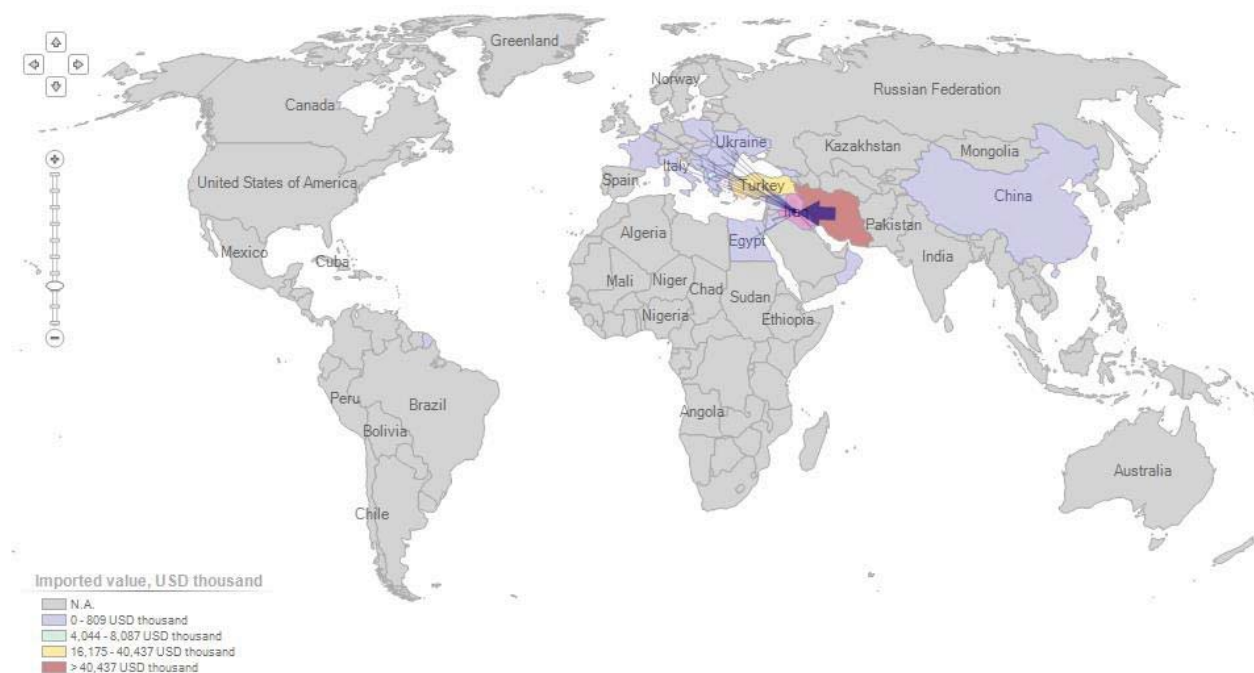 Greenland
Norway
Russian Federation
Canada
Ukraine
Kazakhstan
Mongolia
Italy
United States of America
Spain
Turkey
China
Iraq
Pakistan
Algeria
Egypt
Mexico
India
Cuba
Mali
Niger
Chad
Sudan
Nigeria
Ethiopia
Peru
Brazil
Angola
Bolivia
Australia
Chile
Imported value, USD thousand
N.A.
0 - 809 USD thousand
4,044 - 8,087 USD thousand
16,175 - 40,437 USD thousand
> 40,437 USD thousand